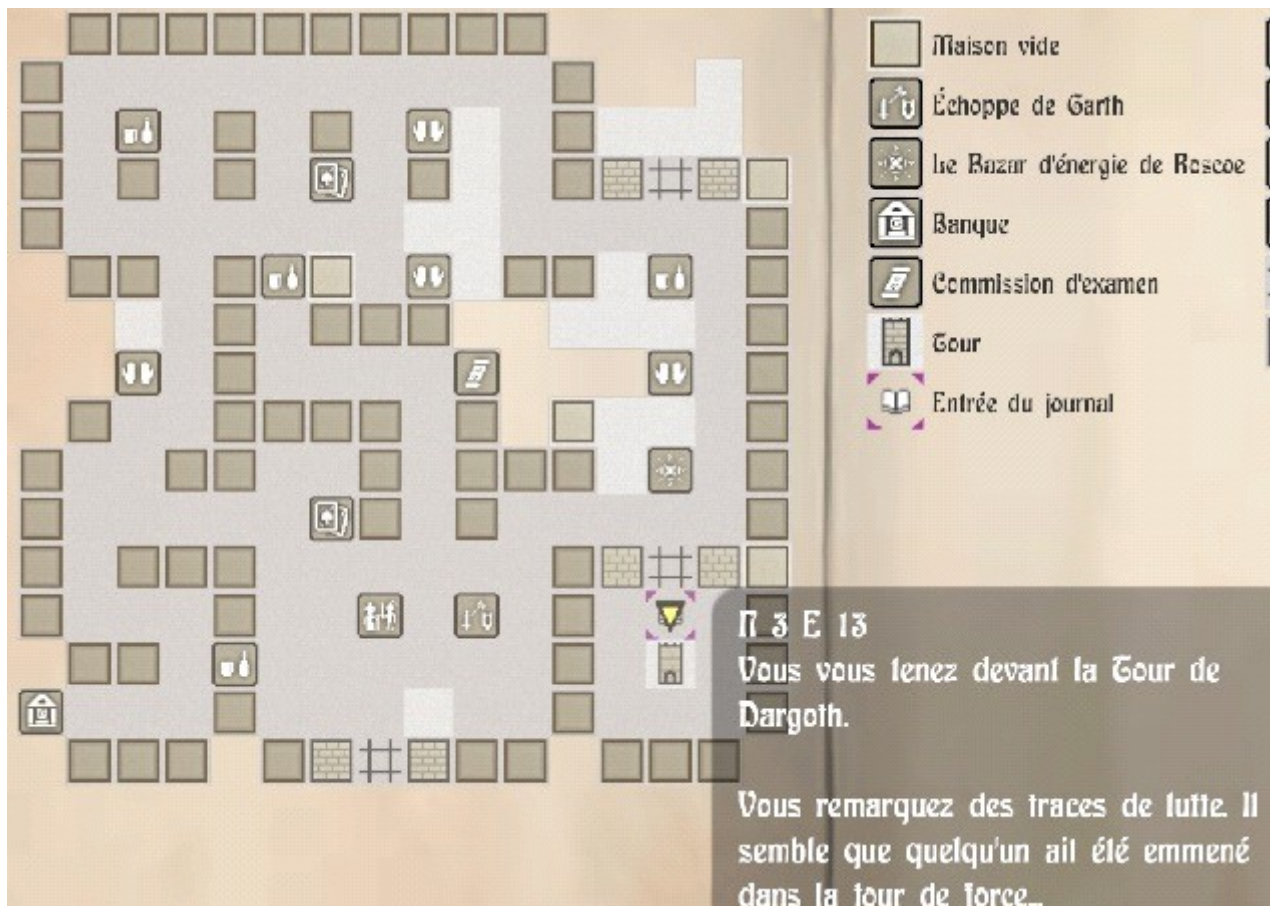 Maison vide
Échoppe de Garth
Le Bazar d'énergie de Roscoe
Banque
Commission d'examen
Tour
Entrée du journal
N 3 E 13
Vous vous tenez devant la Tour de
Dargoth.
Vous remarquez des traces de lutte. Il
semble que quelqu'un ait été emmené
dans la tour de force...